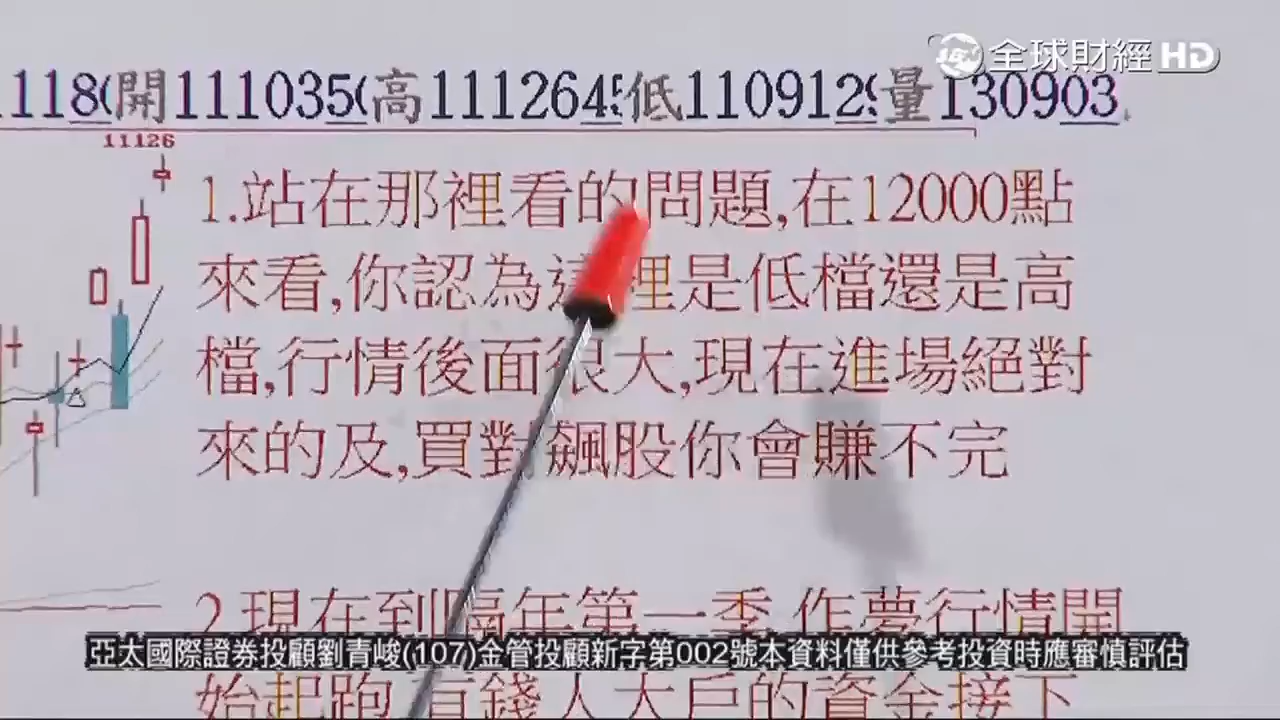 全球財經HD
1118 開1110350 高1112645 低1109129 量130903
11126
1.站在那裡看的問題,在12000點
來看,你認為這裡是低檔還是高
檔,行情後面很大,現在進場絕對
來的及,買對飆股你會賺不完
2.現在到隔年第一季,作夢行情開
亞太國際證券投顧劉青峻(107)金管投顧新字第002號本資料僅供參考投資時應審慎評估
始起跑,有錢人大戶的資金接下